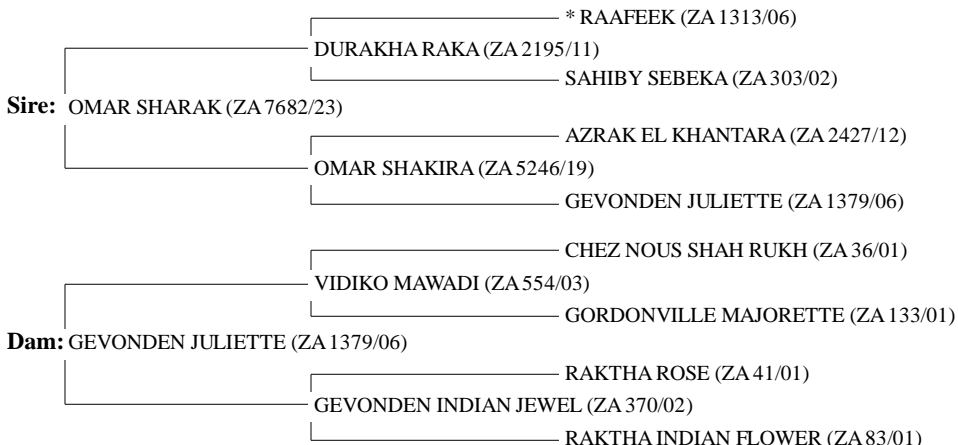 * RAAFEEK (ZA 1313/06)
DURAKHA RAKA (ZA 2195/11)
SAHIBY SEBEKA (ZA 303/02)
Sire: OMAR SHARAK (ZA 7682/23)
AZRAK EL KHANTARA (ZA 2427/12)
OMAR SHAKIRA (ZA 5246/19)
GEVONDEN JULIETTE (ZA 1379/06)
CHEZ NOUS SHAH RUKH (ZA 36/01)
VIDIKO MAWADI (ZA 554/03)
GORDONVILLE MAJORETTE (ZA 133/01)
Dam: GEVONDEN JULIETTE (ZA 1379/06)
RAKTHA ROSE (ZA 41/01)
GEVONDEN INDIAN JEWEL (ZA 370/02)
RAKTHA INDIAN FLOWER (ZA 83/01)